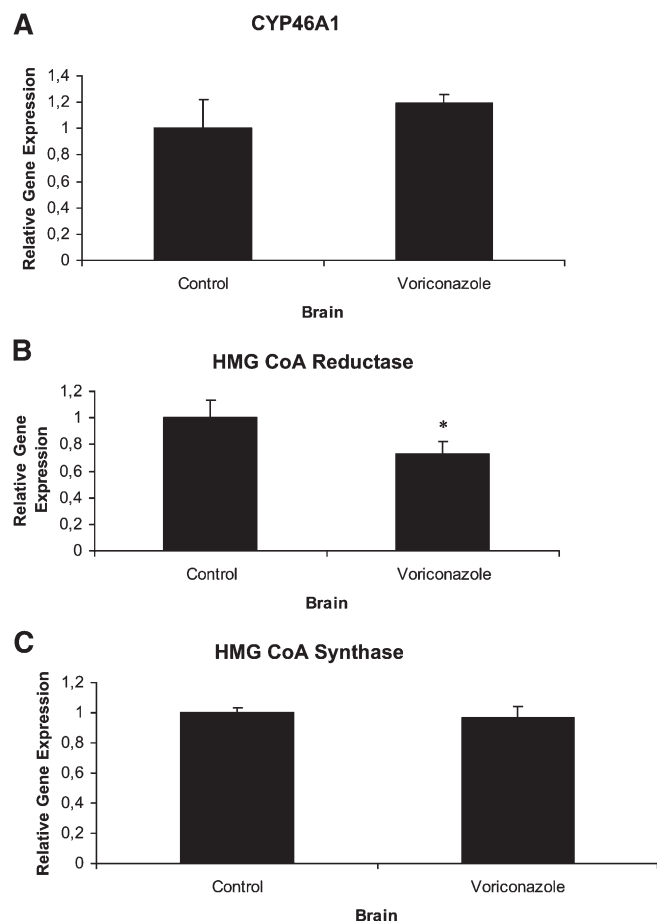 A
CYP46A1
Relative Gene Expression
1,4
1,2
1
0,8
0,6
0,4
0,2
0
Control Voriconazole
Brain
B
HMG CoA Reductase
Relative Gene
Expression
1,2
1
0,8
0,6
0,4
0,2
0
*
Control Voriconazole
Brain
C
HMG CoA Synthase
Relative Gene Expression
1,2
1
0,8
0,6
0,4
0,2
0
Control Voriconazole
Brain